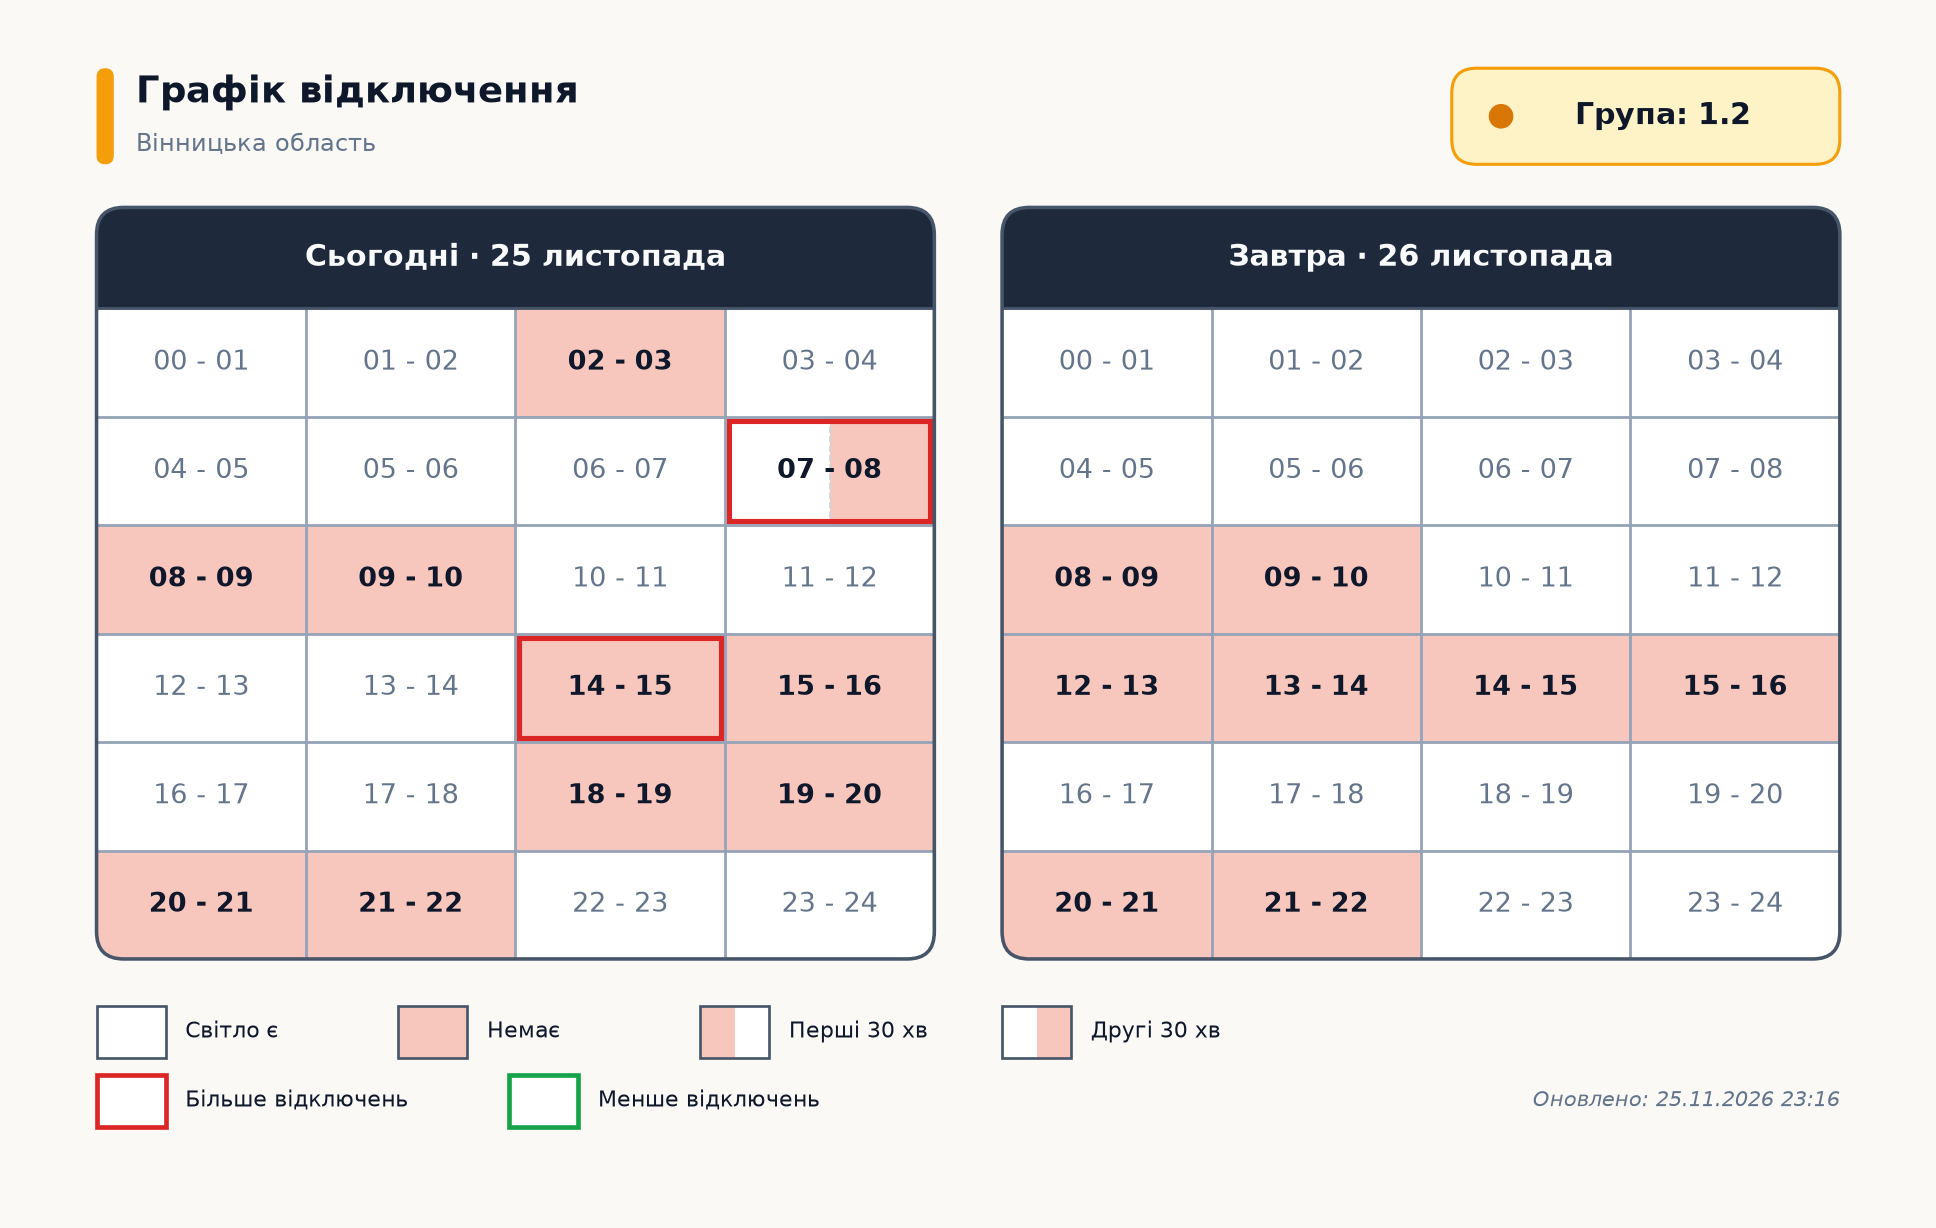 Графік відключення
Вінницька область
Група: 1.2
Сьогодні · 25 листопада
00 - 01 01 - 02 02 - 03 03 - 04
04 - 05 05 - 06 06 - 07 07 - 08
08 - 09 09 - 10 10 - 11 11 - 12
12 - 13 13 - 14 14 - 15 15 - 16
16 - 17 17 - 18 18 - 19 19 - 20
20 - 21 21 - 22 22 - 23 23 - 24
Завтра · 26 листопада
00 - 01 01 - 02 02 - 03 03 - 04
04 - 05 05 - 06 06 - 07 07 - 08
08 - 09 09 - 10 10 - 11 11 - 12
12 - 13 13 - 14 14 - 15 15 - 16
16 - 17 17 - 18 18 - 19 19 - 20
20 - 21 21 - 22 22 - 23 23 - 24
Світло є Немає Перші 30 хв Другі 30 хв
Більше відключень Менше відключень
Оновлено: 25.11.2026 23:16